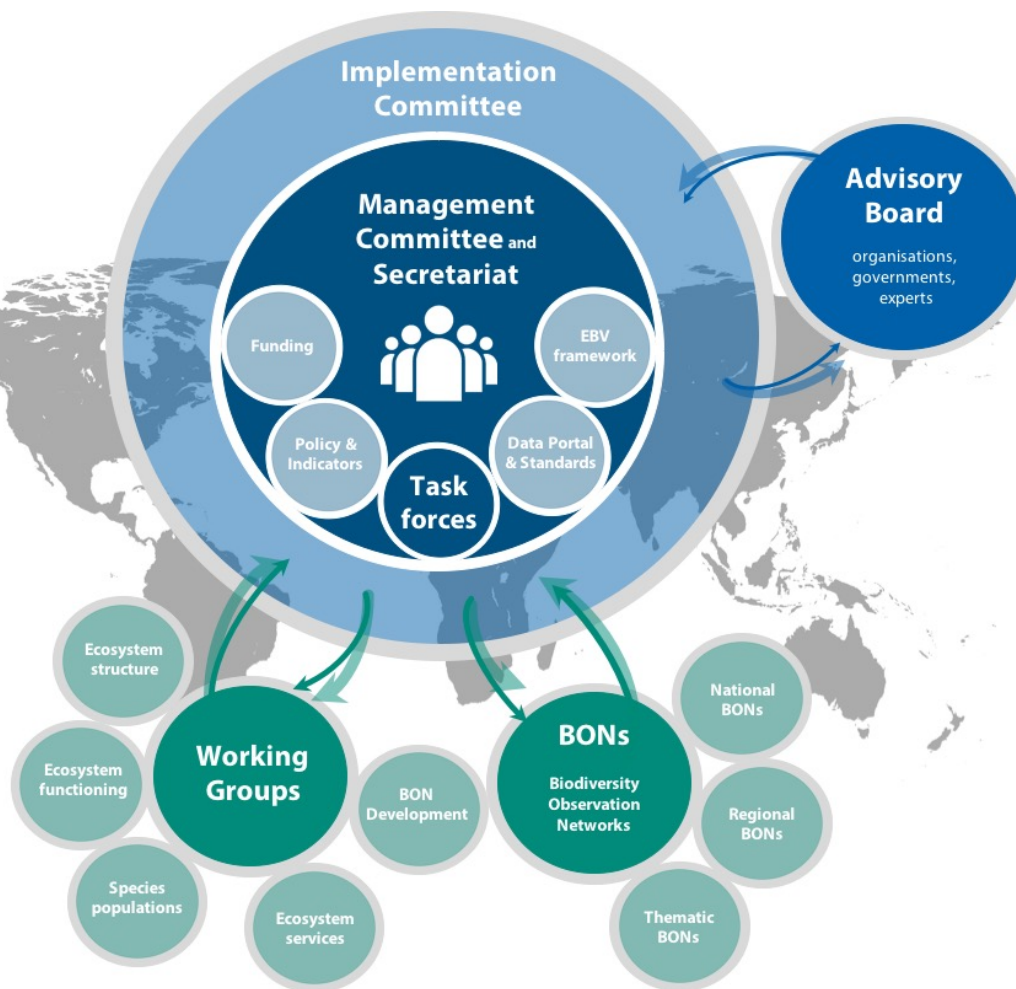 Implementation
Committee
Management
Committee and
Secretariat
Funding
EBV
framework
Policy &
Indicators
Data Portal
& Standards
Task
forces
Advisory
Board
organisations,
governments,
experts
Ecosystem
structure
Ecosystem
functioning
Species
populations
Ecosystem
services
Working
Groups
BON
Development
BONs
Biodiversity
Observation
Networks
National
BONs
Regional
BONs
Thematic
BONs